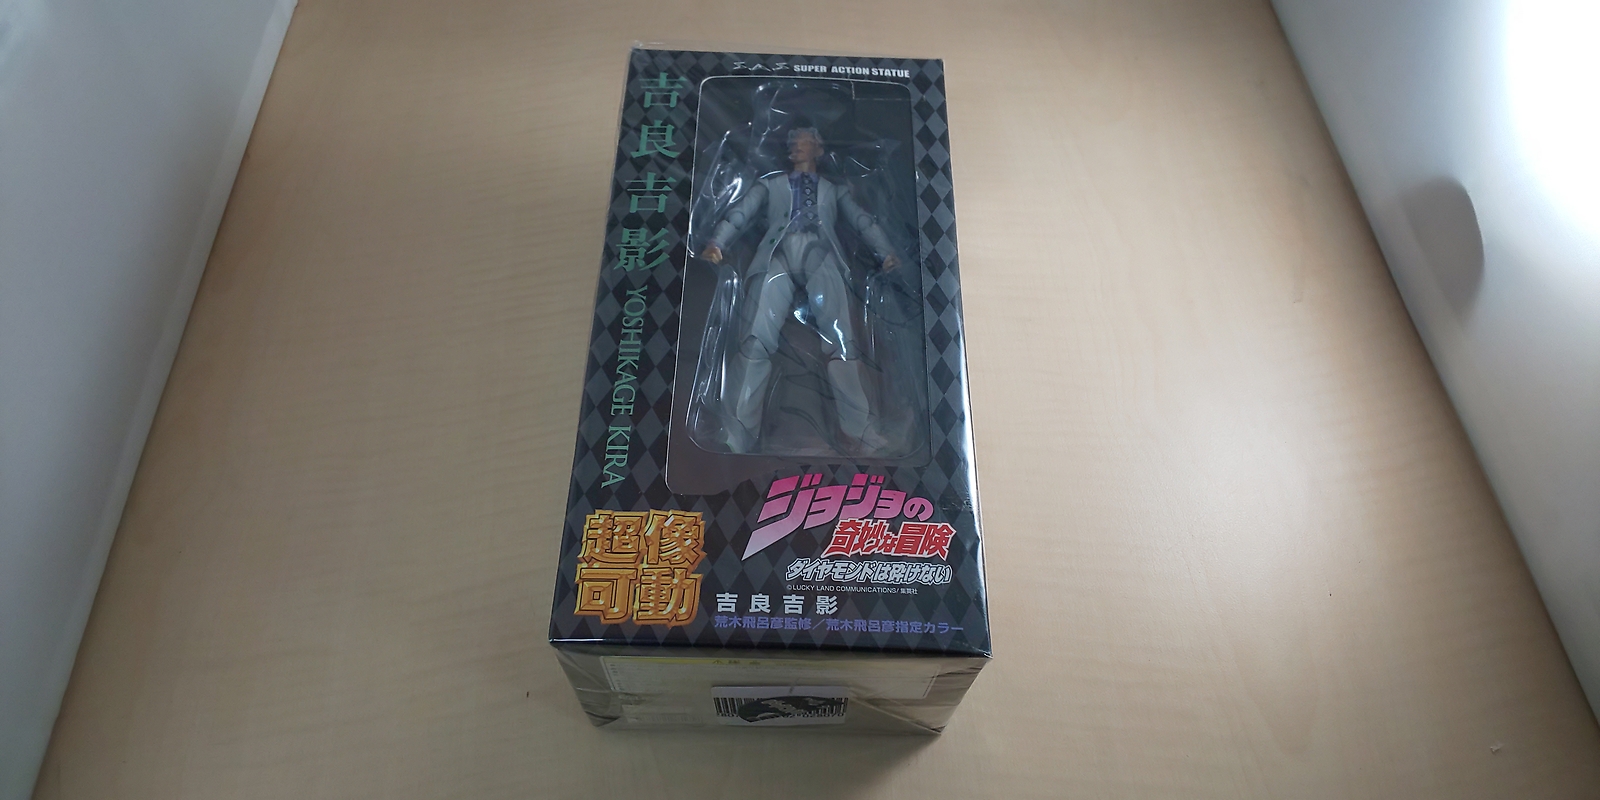 S.A.S SUPER ACTION STATUE
吉良吉影 YOSHIKAGE KIRA
超像
可動
ジョジョの
奇妙な冒険
ダイヤモンドは砕けない
©LUCKY LAND COMMUNICATIONS/集英社
吉良吉影
荒木飛呂彦監修／荒木飛呂彦指定カラー